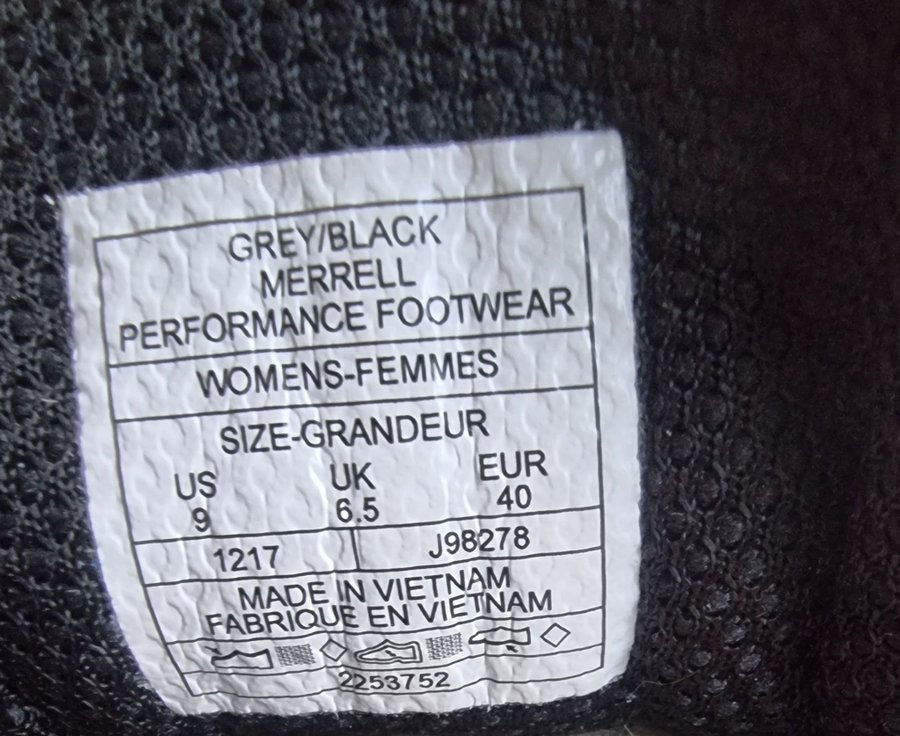 GREY/BLACK
MERRELL
PERFORMANCE FOOTWEAR
WOMENS-FEMMES
SIZE-GRANDEUR
US UK EUR
9 6.5 40
1217 J98278
MADE IN VIETNAM
FABRIQUE EN VIETNAM
2253752